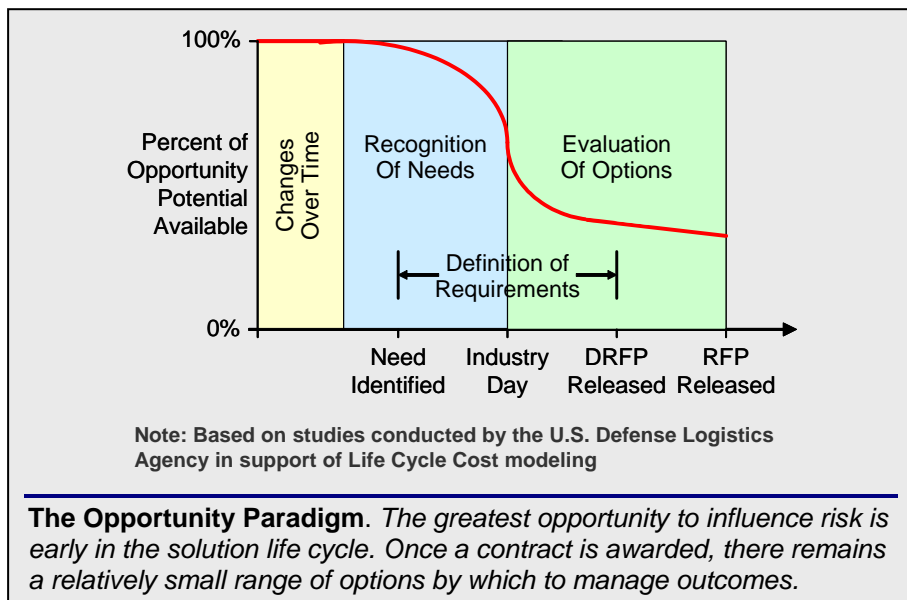 100%
Percent of
Opportunity
Potential
Available
Changes
Over Time
Recognition
Of Needs
Evaluation
Of Options
Definition of
Requirements
0%
Need
Identified
Industry
Day
DRFP
Released
RFP
Released
Note: Based on studies conducted by the U.S. Defense Logistics
Agency in support of Life Cycle Cost modeling
The Opportunity Paradigm. The greatest opportunity to influence risk is
early in the solution life cycle. Once a contract is awarded, there remains
a relatively small range of options by which to manage outcomes.